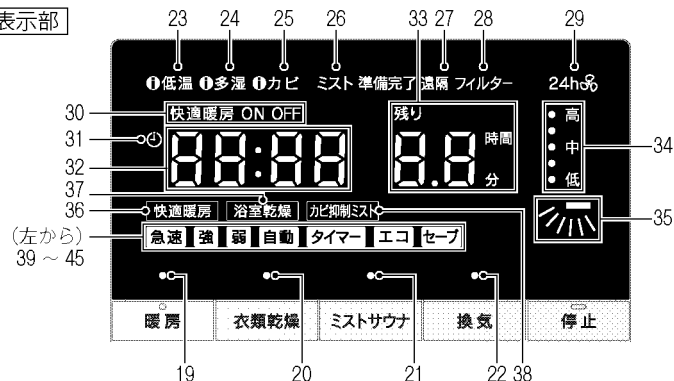 表示部
23 24 25 26 33 27 28 29
低温 多湿 カビ ミスト 準備完了 遠隔 フィルター 24h
30 快適暖房 ON OFF 残り 高
31
32 88:88 8.8 時間 中 34
分 低
37
36 快適暖房 浴室乾燥 カビ抑制ミスト 35
(左から) 急速 強 弱 自動 タイマー エコ セーブ
39 ~ 45
暖房 衣類乾燥 ミストサウナ 換気 停止
19 20 21 22 38